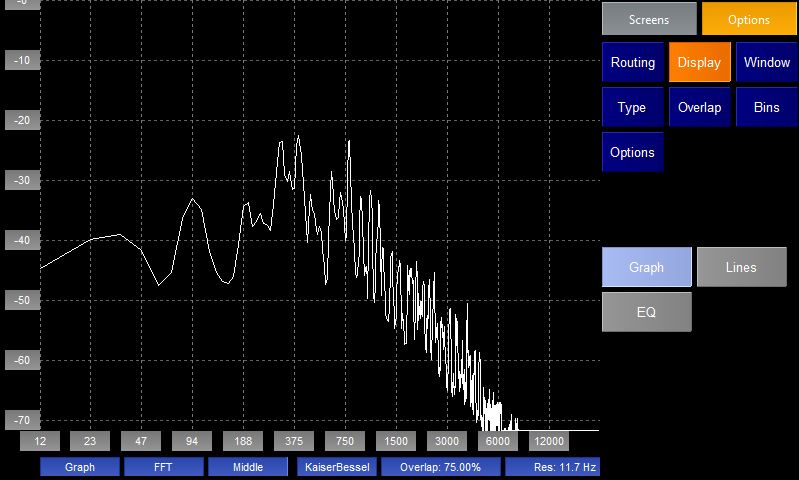 -0
Screens
Options
-10
Routing
Display
Window
-20
Type
Overlap
Bins
-30
Options
-40
Graph
Lines
-50
EQ
-60
-70
12
23
47
94
188
375
750
1500
3000
6000
12000
Graph
FFT
Middle
KaiserBessel
Overlap: 75.00%
Res: 11.7 Hz